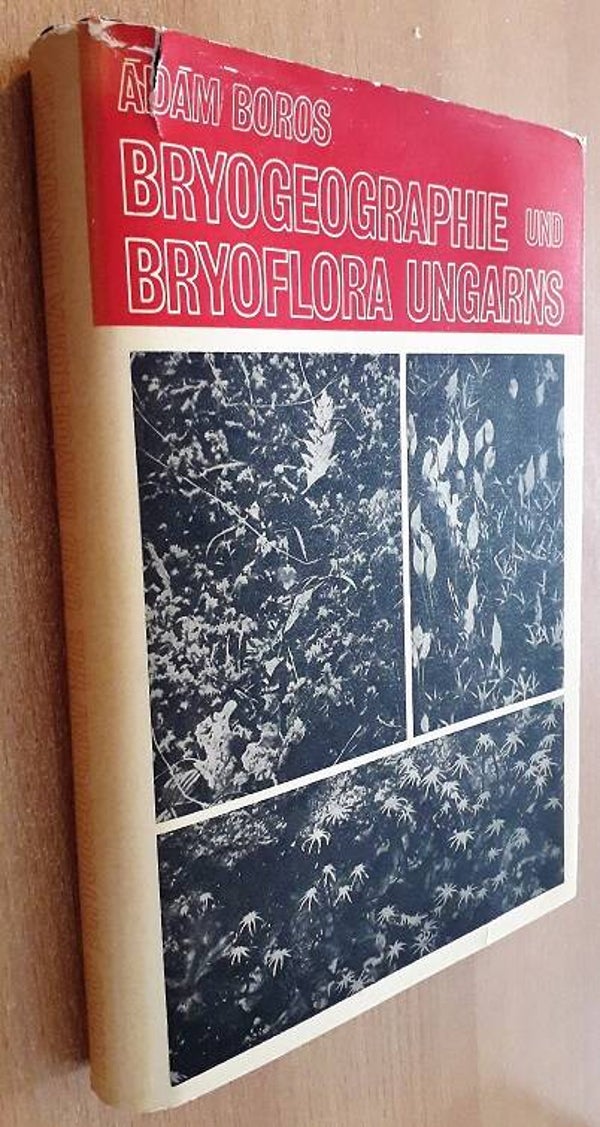 ÁDÁM BOROS
BRYOGEOGRAPHIE UND
BRYOFLORA UNGARNS